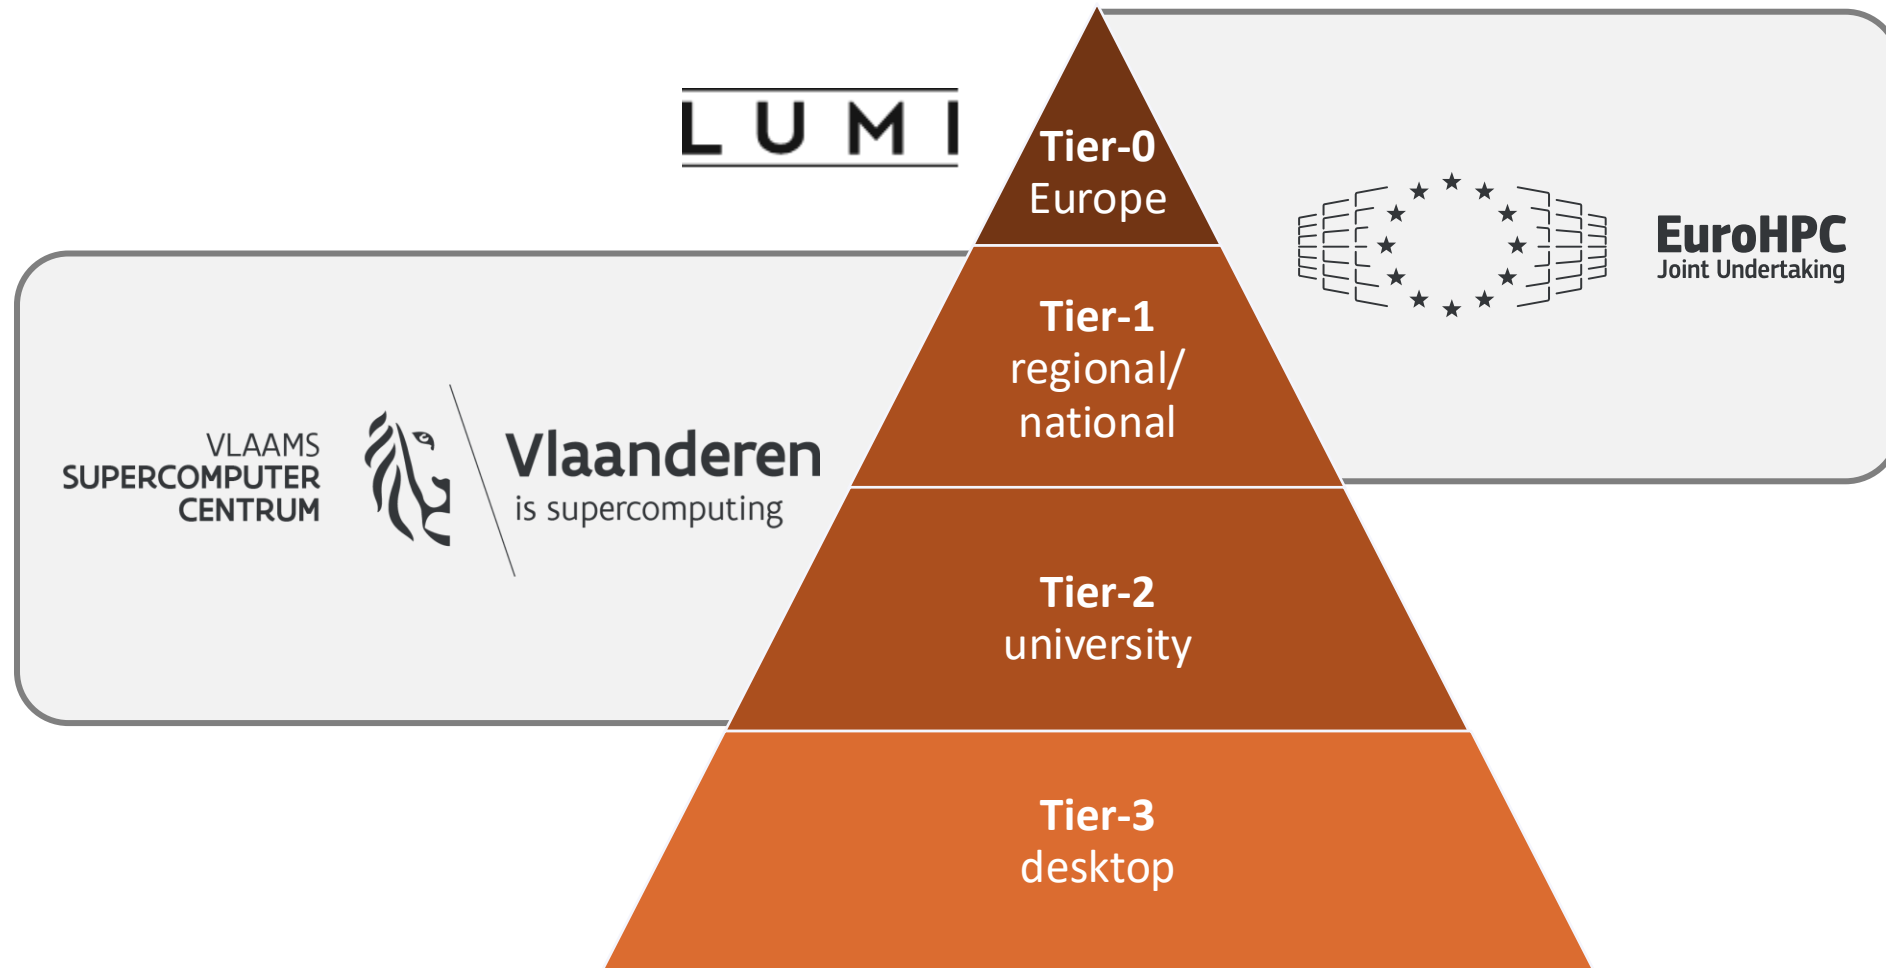 LUMI
Tier-0
Europe
EuroHPC
Joint Undertaking
Tier-1
regional/
national
VLAAMS
SUPERCOMPUTER
CENTRUM
Vlaanderen
is supercomputing
Tier-2
university
Tier-3
desktop